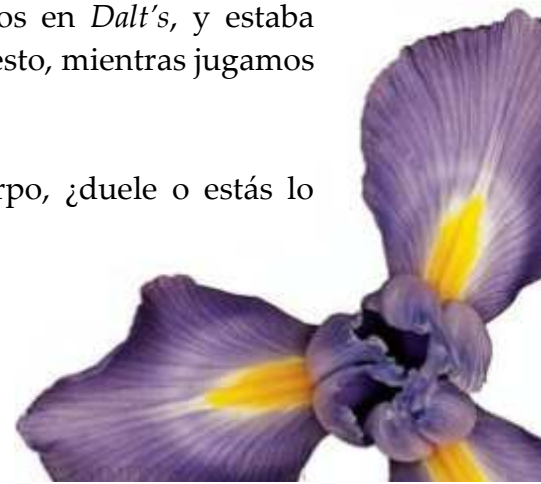 os en Dalt's, y estaba
esto, mientras jugamos
rpo, ¿duele o estás lo